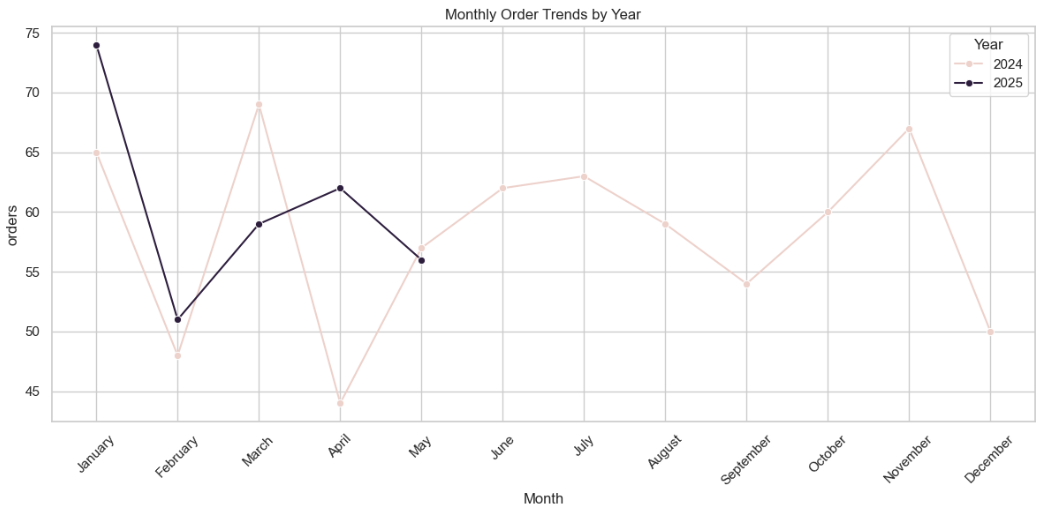 Monthly Order Trends by Year
Year
2024
2025
75
70
65
60
55
50
45
orders
January
February
March
April
May
June
July
August
September
October
November
December
Month